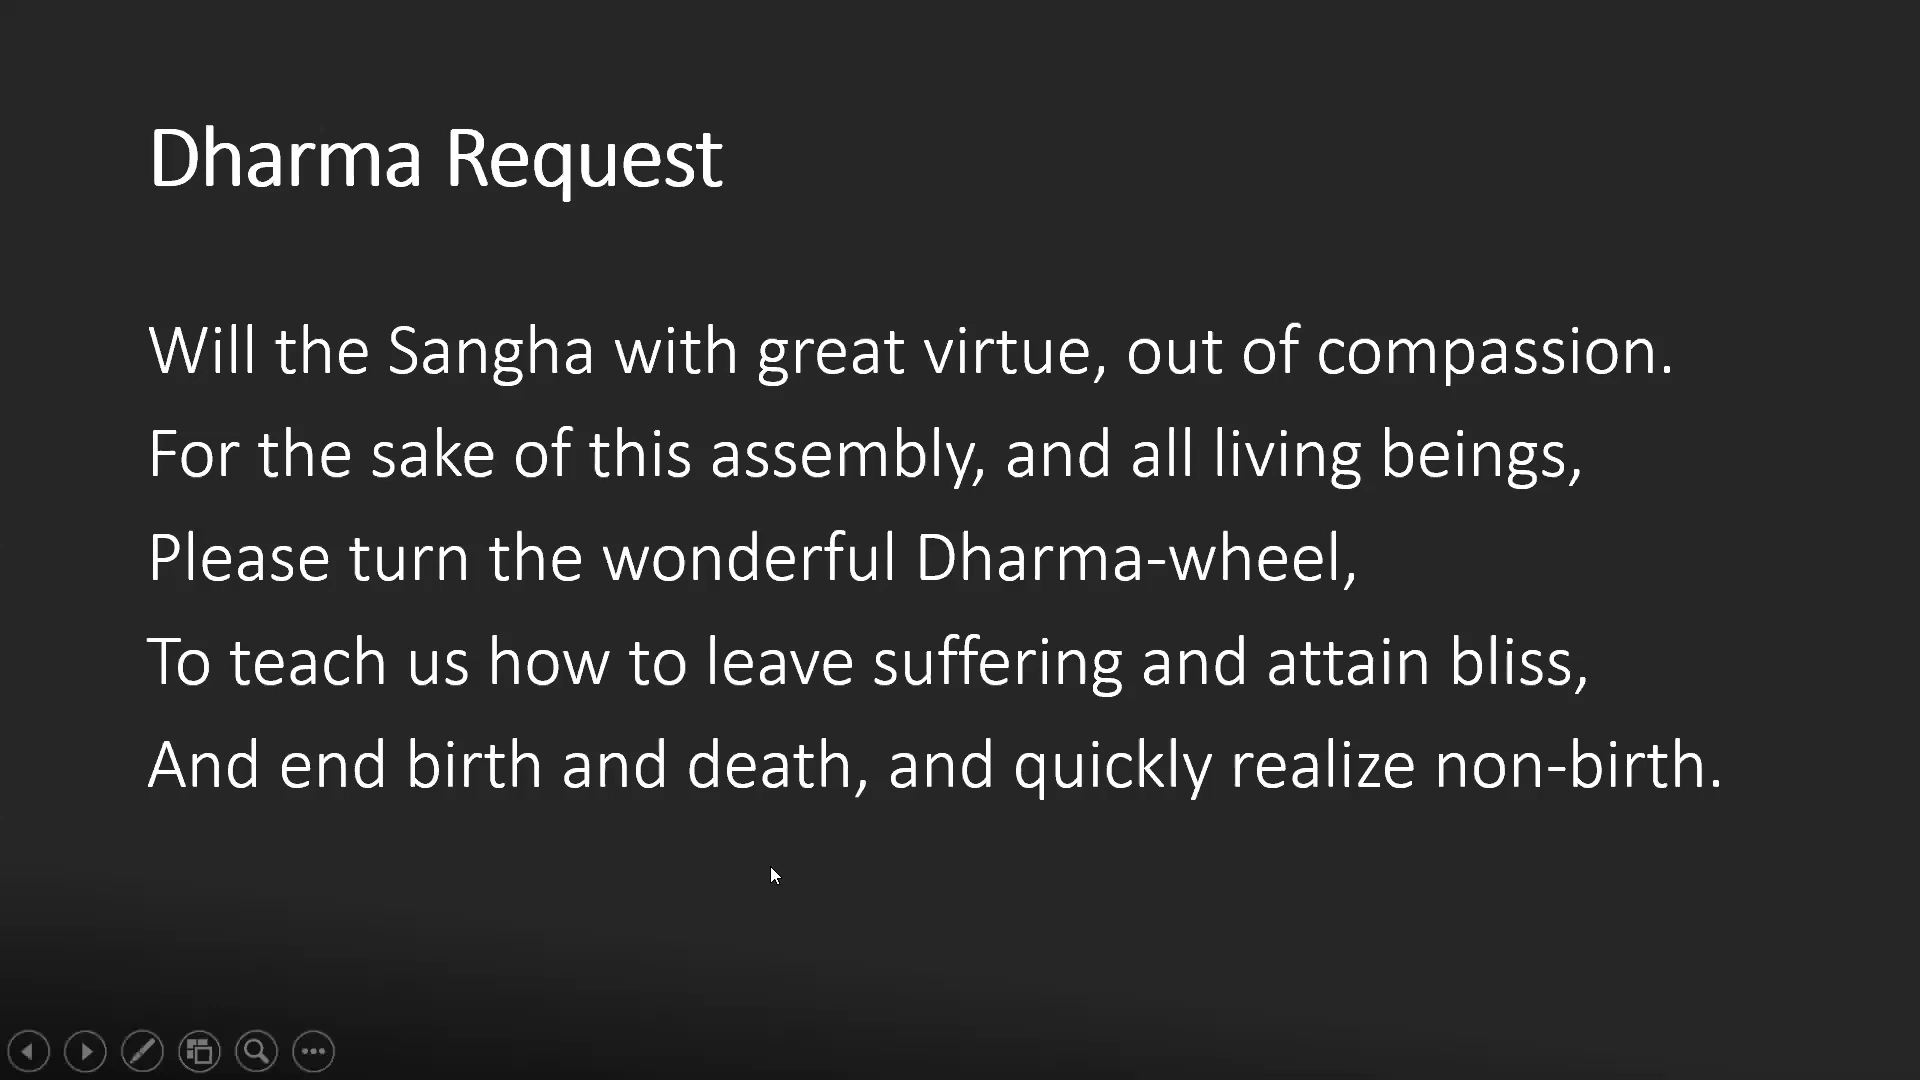 Dharma Request
Will the Sangha with great virtue, out of compassion.
For the sake of this assembly, and all living beings,
Please turn the wonderful Dharma-wheel,
To teach us how to leave suffering and attain bliss,
And end birth and death, and quickly realize non-birth.